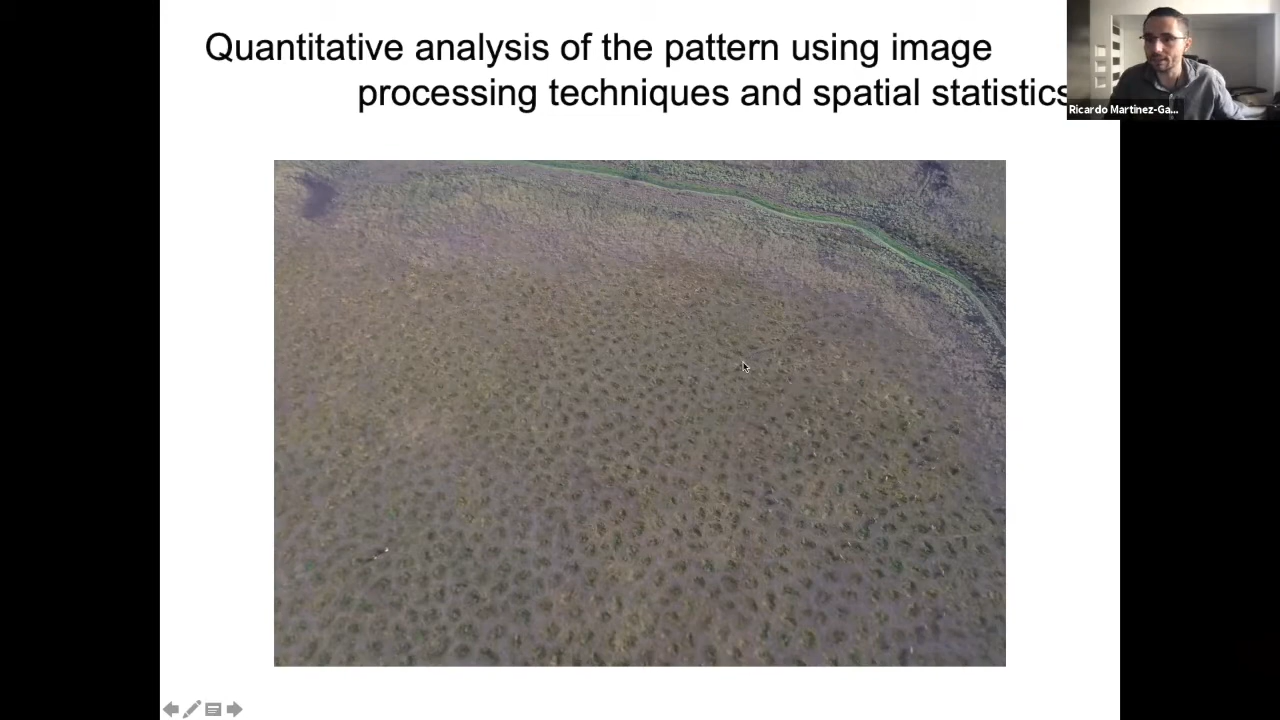 Quantitative analysis of the pattern using image
processing techniques and spatial statistics
Ricardo Martinez-Ga...